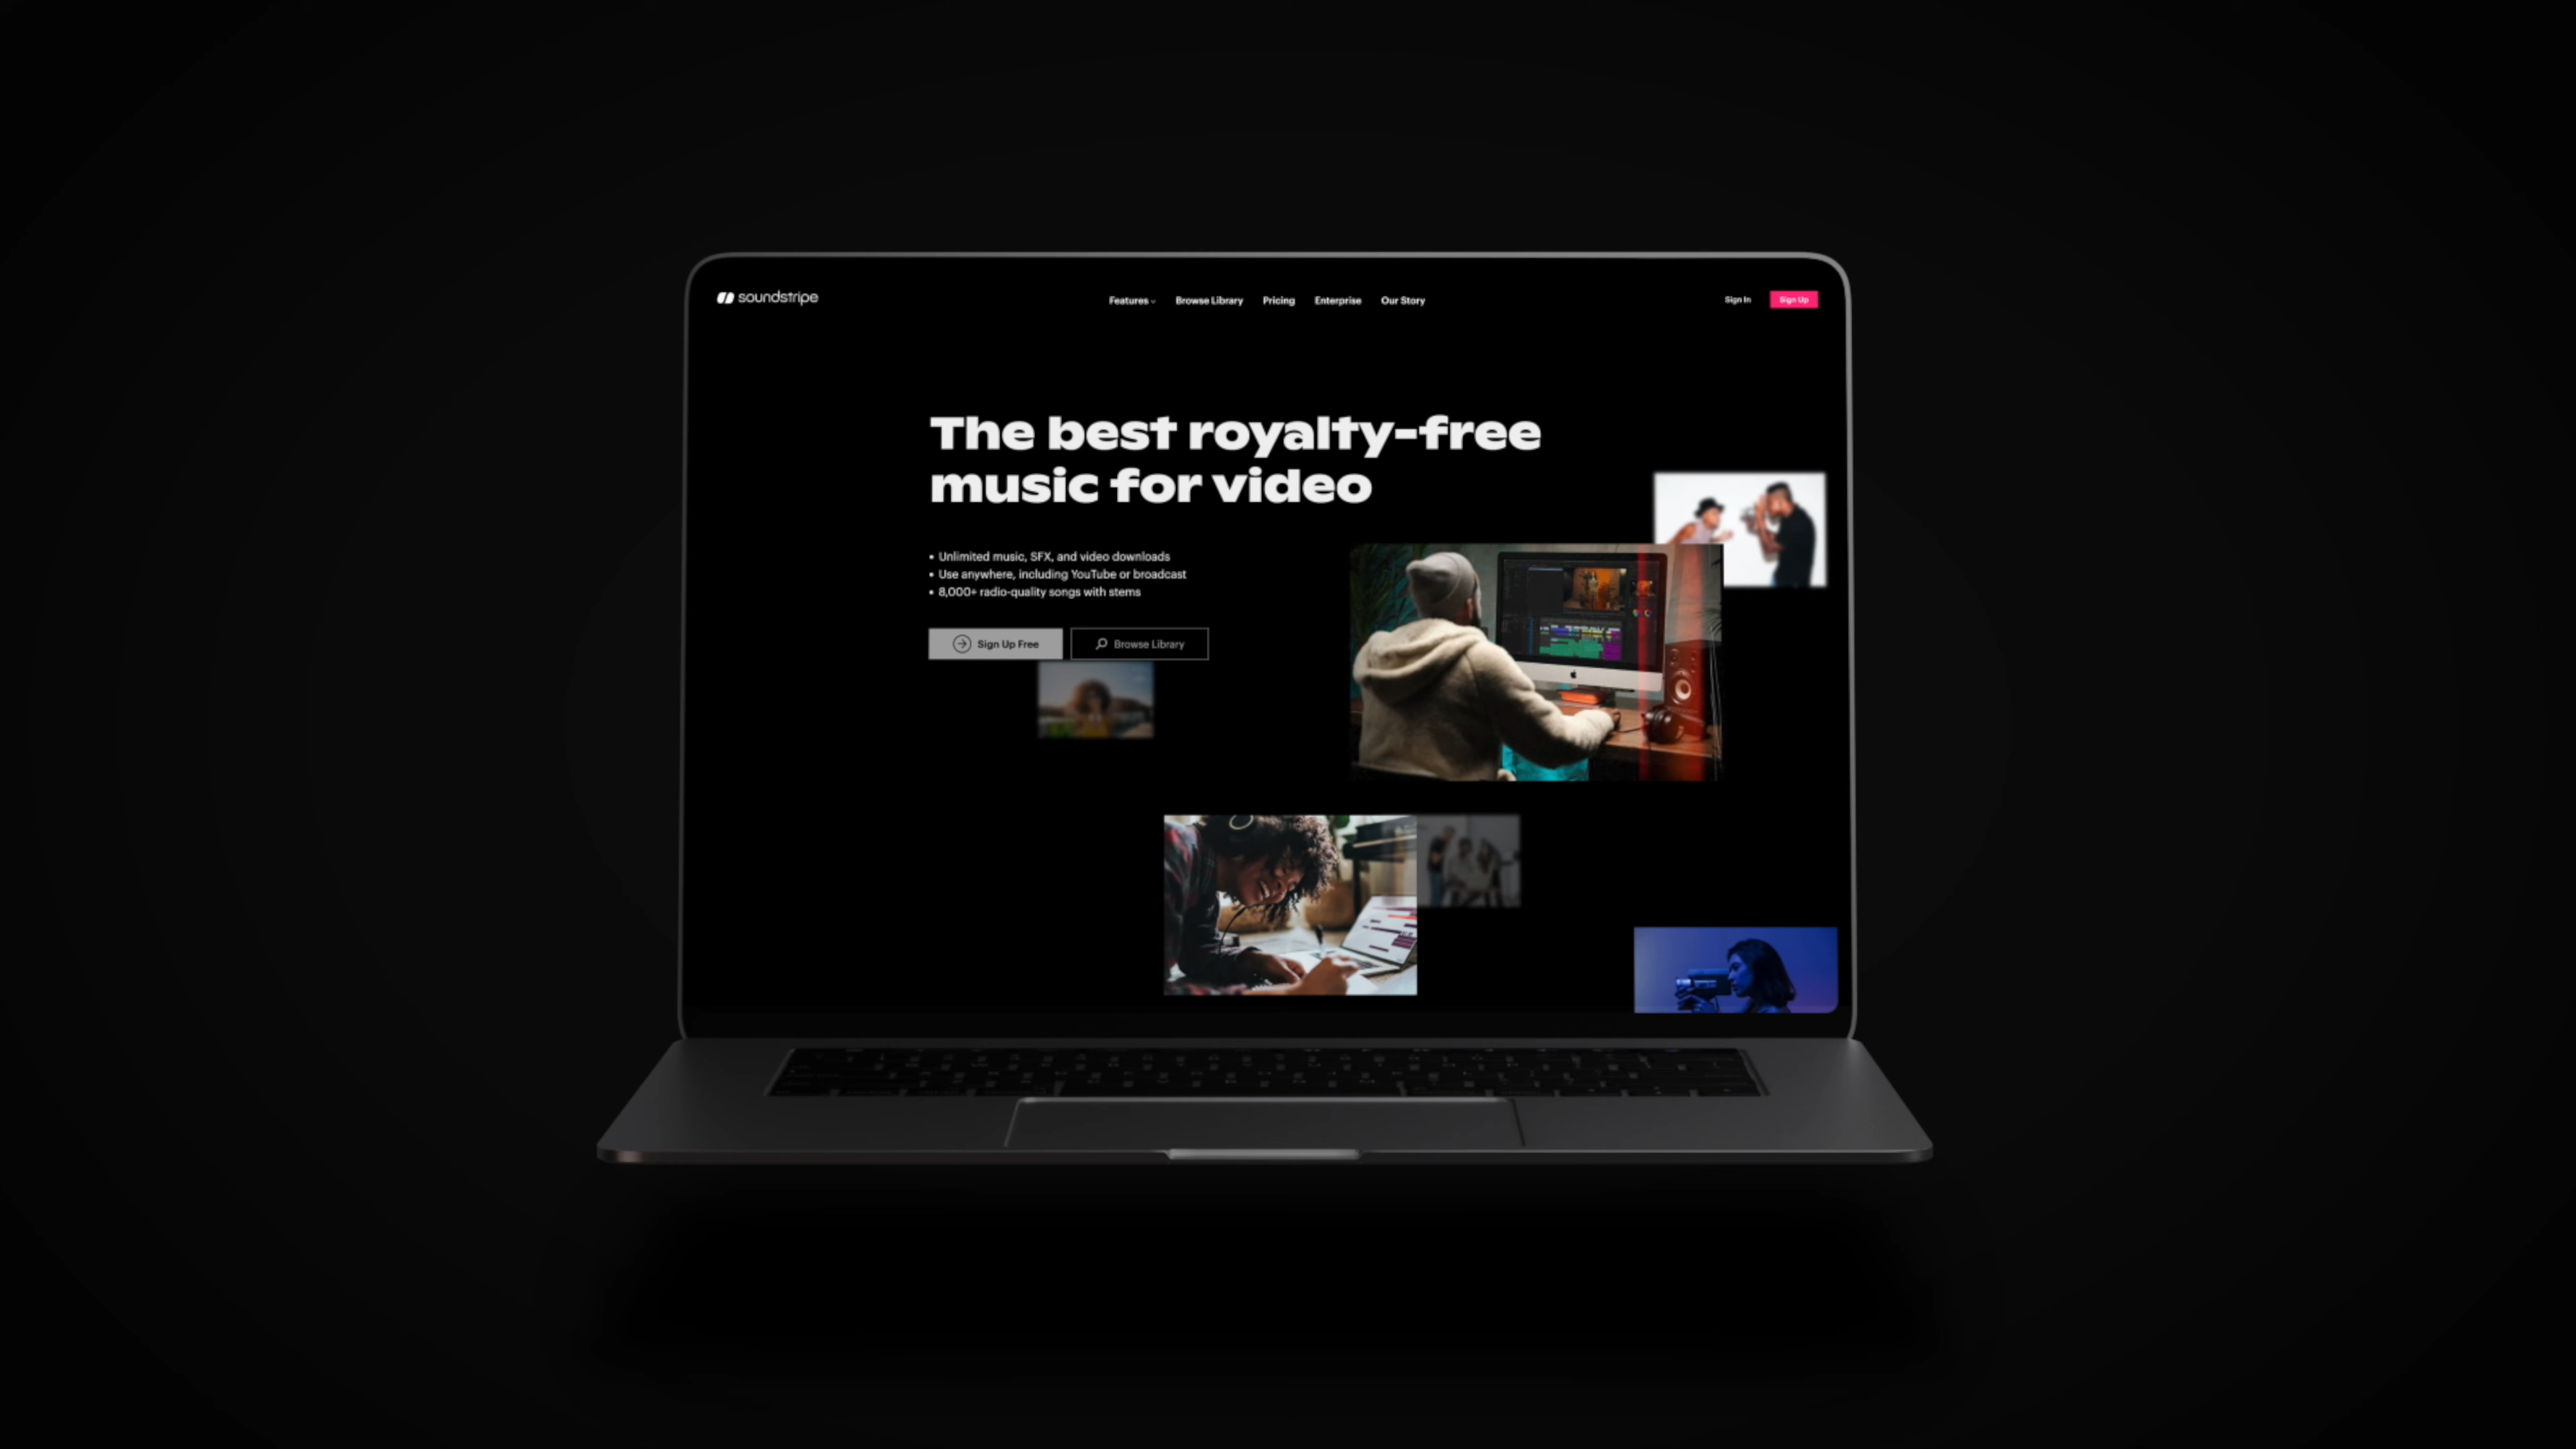 soundstripe
Features
Browse Library
Pricing
Enterprise
Our Story
Sign In
Sign Up
The best royalty-free
music for video
• Unlimited music, SFX, and video downloads
• Use anywhere, including YouTube or broadcast
• 8,000+ radio-quality songs with stems
Sign Up Free
Browse Library